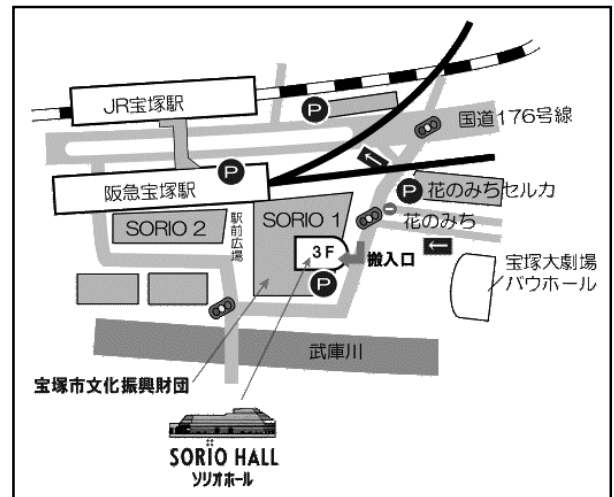 JR宝塚駅
P
国道176号線
阪急宝塚駅
P
P
花のみちセルカ
SORIO 1
SORIO 2
駅前広場
花のみち
3F
搬入口
宝塚大劇場
バウホール
P
武庫川
宝塚市文化振興財団
SORIO HALL
ソリオホール